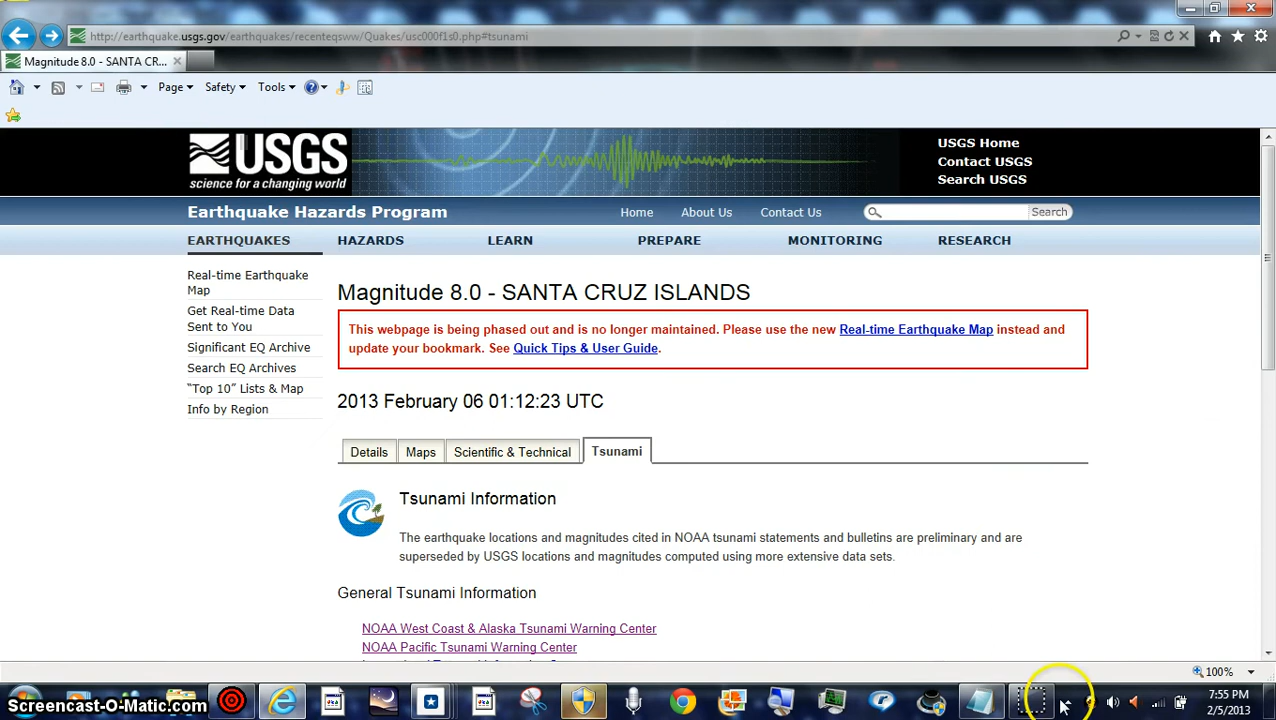 http://earthquake.usgs.gov/earthquakes/recenteqsww/Quakes/usc000f1s0.php#tsunami
Magnitude 8.0 - SANTA CR...
Page Safety Tools
USGS
science for a changing world
USGS Home
Contact USGS
Search USGS
Earthquake Hazards Program
Home About Us Contact Us Search
EARTHQUAKES HAZARDS LEARN PREPARE MONITORING RESEARCH
Real-time Earthquake
Map
Get Real-time Data
Sent to You
Significant EQ Archive
Search EQ Archives
“Top 10” Lists & Map
Info by Region
Magnitude 8.0 - SANTA CRUZ ISLANDS
This webpage is being phased out and is no longer maintained. Please use the new Real-time Earthquake Map instead and
update your bookmark. See Quick Tips & User Guide.
2013 February 06 01:12:23 UTC
Details Maps Scientific & Technical Tsunami
Tsunami Information
The earthquake locations and magnitudes cited in NOAA tsunami statements and bulletins are preliminary and are
superseded by USGS locations and magnitudes computed using more extensive data sets.
General Tsunami Information
NOAA West Coast & Alaska Tsunami Warning Center
NOAA Pacific Tsunami Warning Center
100%
7:55 PM
2/5/2013
Screencast-O-Matic.com